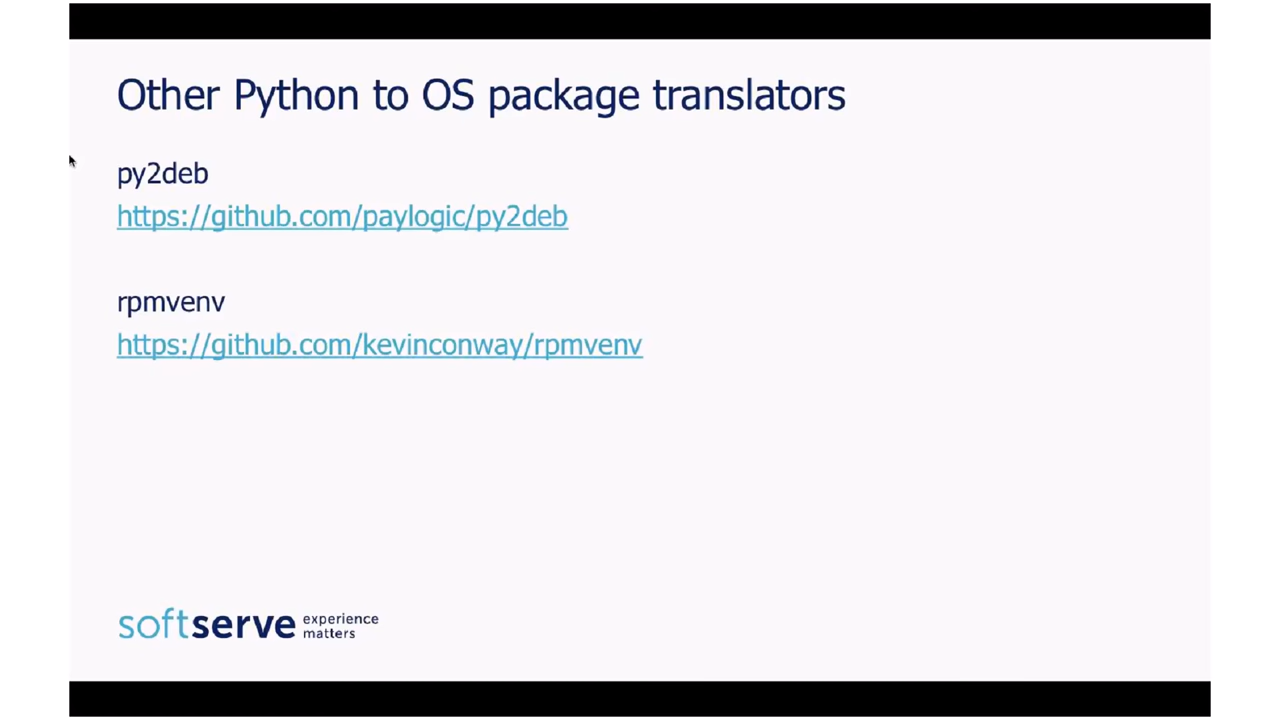 Other Python to OS package translators
py2deb
https://github.com/paylogic/py2deb
rpmvenv
https://github.com/kevinconway/rpmvenv
softserve experience
matters